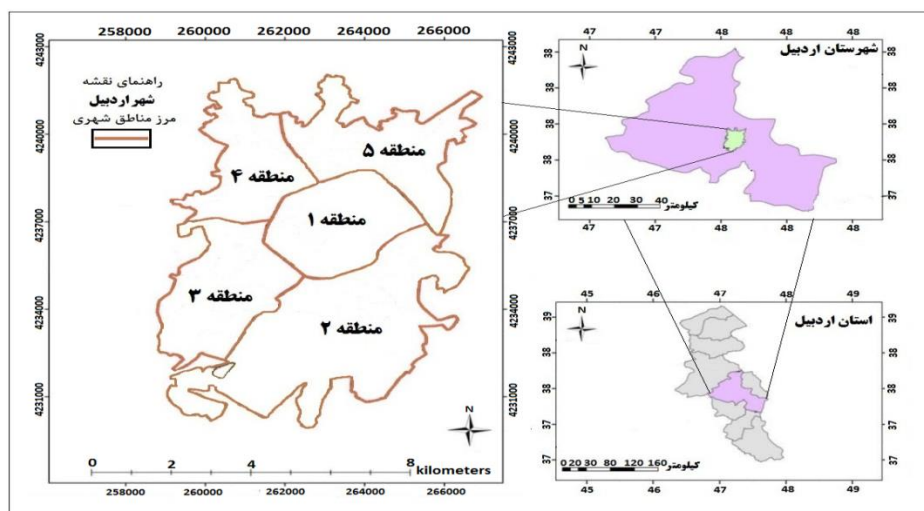 258000 260000 262000 264000 266000
4243000
4240000
4237000
4234000
4231000
راهنمای نقشه
شهر اردبیل
مرز مناطق شهری
منطقه ۵
منطقه ۴
منطقه ۱
منطقه ۳
منطقه ۲
N
0 2 4 6 8
kilometers
4243000
4240000
4237000
4234000
4231000
258000 260000 262000 264000 266000
47 47 48 48 48
شهرستان اردبیل
N
38
38
38
38
37
38
38
38
38
37
0 5 10 20 30 40
کیلومتر
47 47 48 48 48
45 46 47 48 49
استان اردبیل
N
39
38
38
37
37
39
38
38
37
37
0 20 30 80 120 160
کیلومتر
45 46 47 48 49